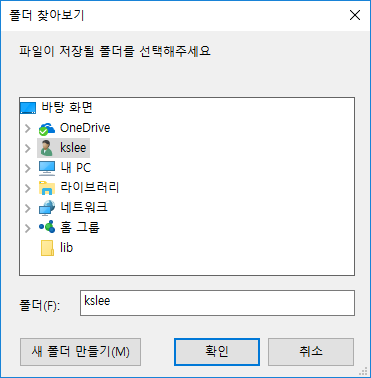 폴더 찾아보기
파일이 저장될 폴더를 선택해주세요
바탕 화면
OneDrive
kslee
내 PC
라이브러리
네트워크
홈 그룹
lib
폴더(F): kslee
새 폴더 만들기(M) 확인 취소